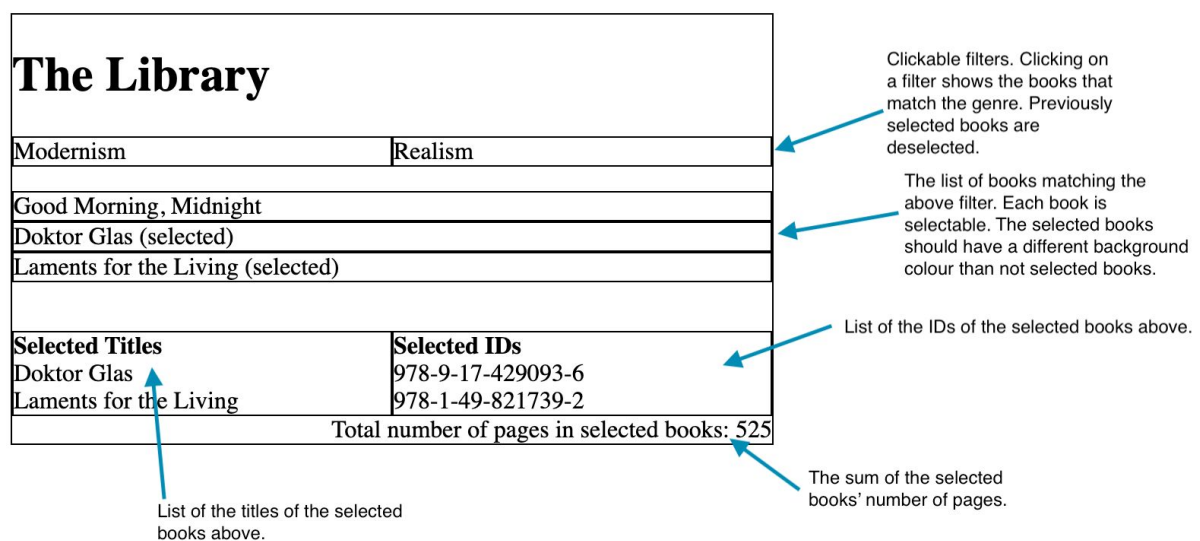 The Library
Clickable filters. Clicking on
a filter shows the books that
match the genre. Previously
selected books are
deselected.
Modernism
Realism
The list of books matching the
above filter. Each book is
selectable. The selected books
should have a different background
colour than not selected books.
Good Morning, Midnight
Doktor Glas (selected)
Laments for the Living (selected)
List of the IDs of the selected books above.
Selected Titles
Doktor Glas
Laments for the Living
Selected IDs
978-9-17-429093-6
978-1-49-821739-2
Total number of pages in selected books: 525
The sum of the selected
books' number of pages.
List of the titles of the selected
books above.